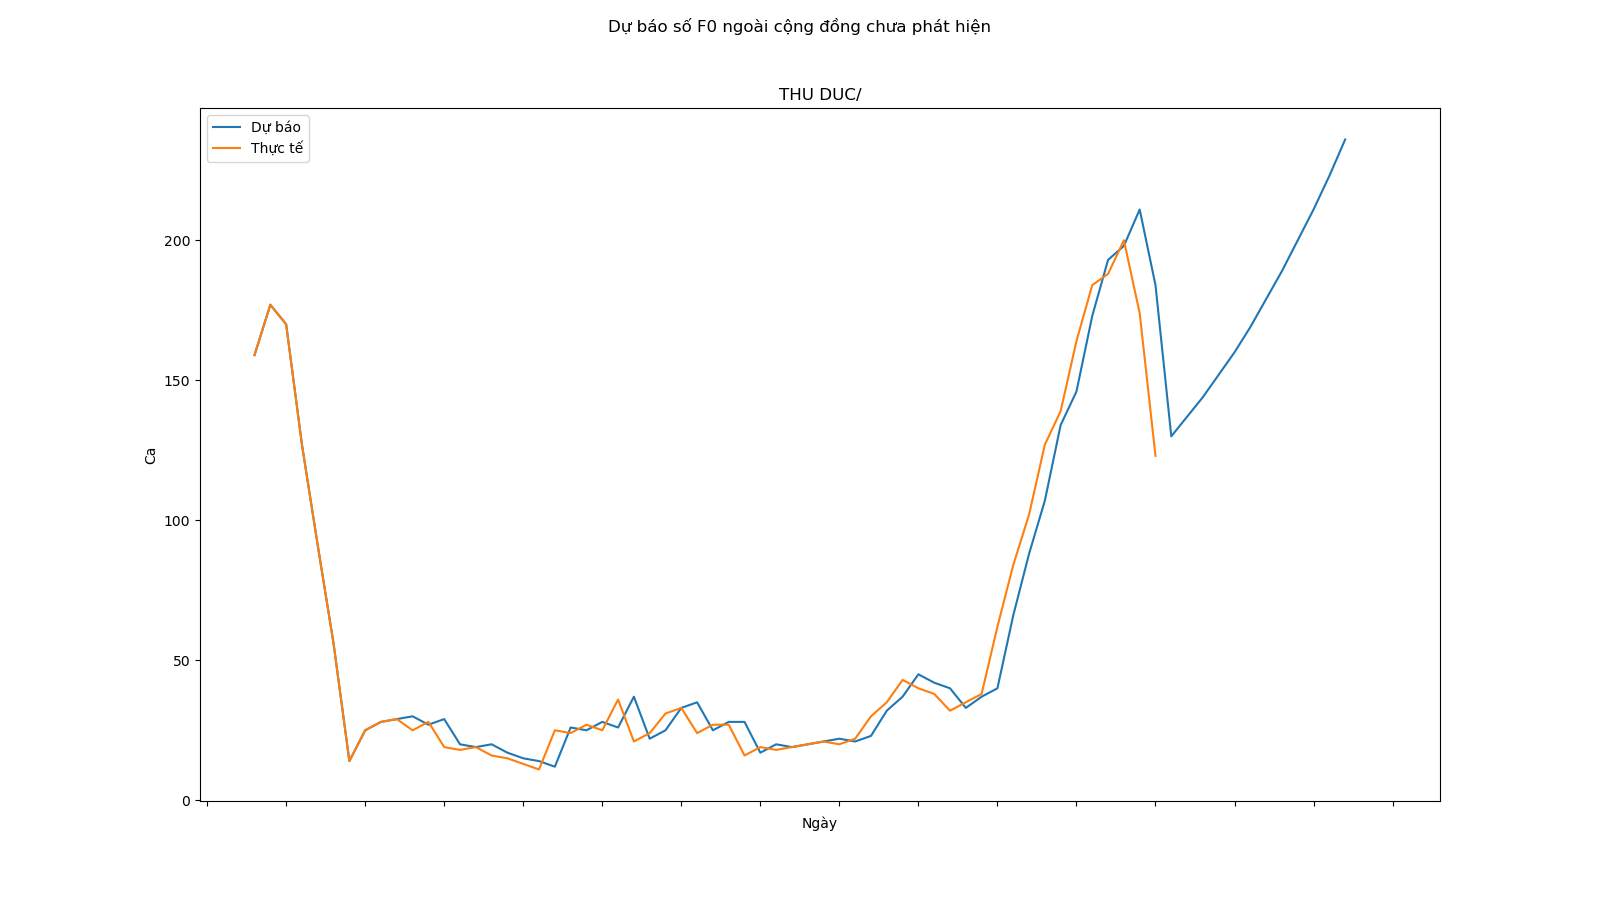 Dự báo số F0 ngoài cộng đồng chưa phát hiện
THU DUC/
Dự báo
Thực tế
200
150
100
50
0
Ca
Ngày